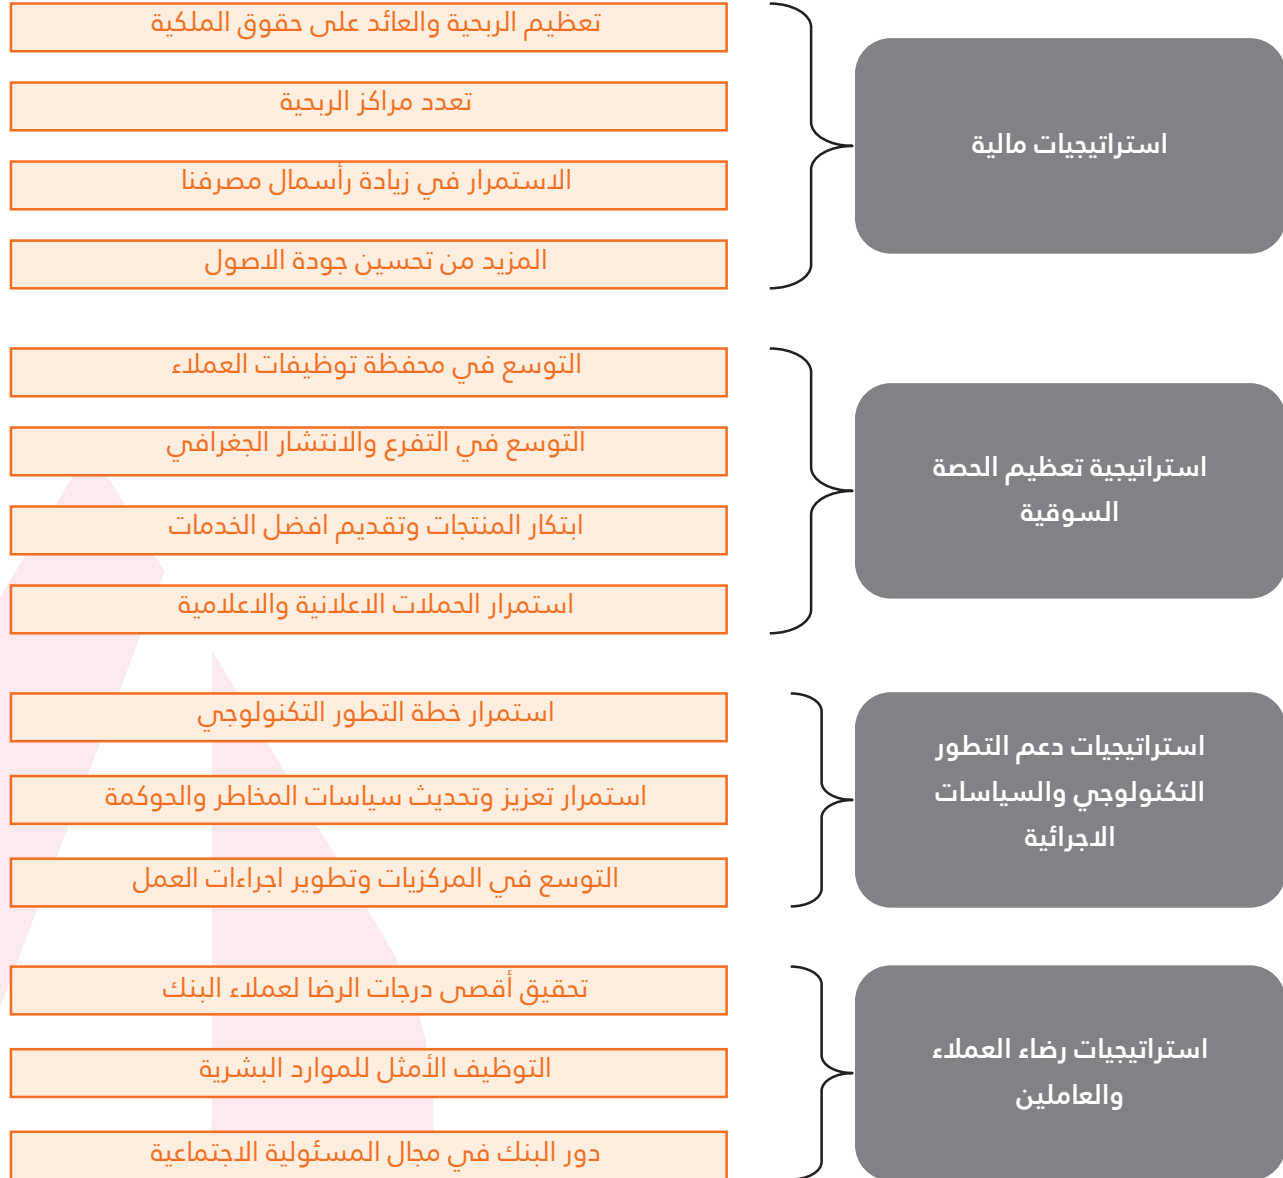 استراتيجيات مالية
تعظيم الربحية والعائد على حقوق الملكية
تعدد مراكز الربحية
الاستمرار في زيادة رأسمال مصرفنا
المزيد من تحسين جودة الاصول
استراتيجية تعظيم الحصة
السوقية
التوسع في محفظة توظيفات العملاء
التوسع في التفرع والانتشار الجغرافي
ابتكار المنتجات وتقديم افضل الخدمات
استمرار الحملات الاعلانية والاعلامية
استراتيجيات دعم التطور
التكنولوجي والسياسات
الاجرائية
استمرار خطة التطور التكنولوجي
استمرار تعزيز وتحديث سياسات المخاطر والحوكمة
التوسع في المركزيات وتطوير اجراءات العمل
استراتيجيات رضاء العملاء
والعاملين
تحقيق أقصى درجات الرضا لعملاء البنك
التوظيف الأمثل للموارد البشرية
دور البنك في مجال المسئولية الاجتماعية